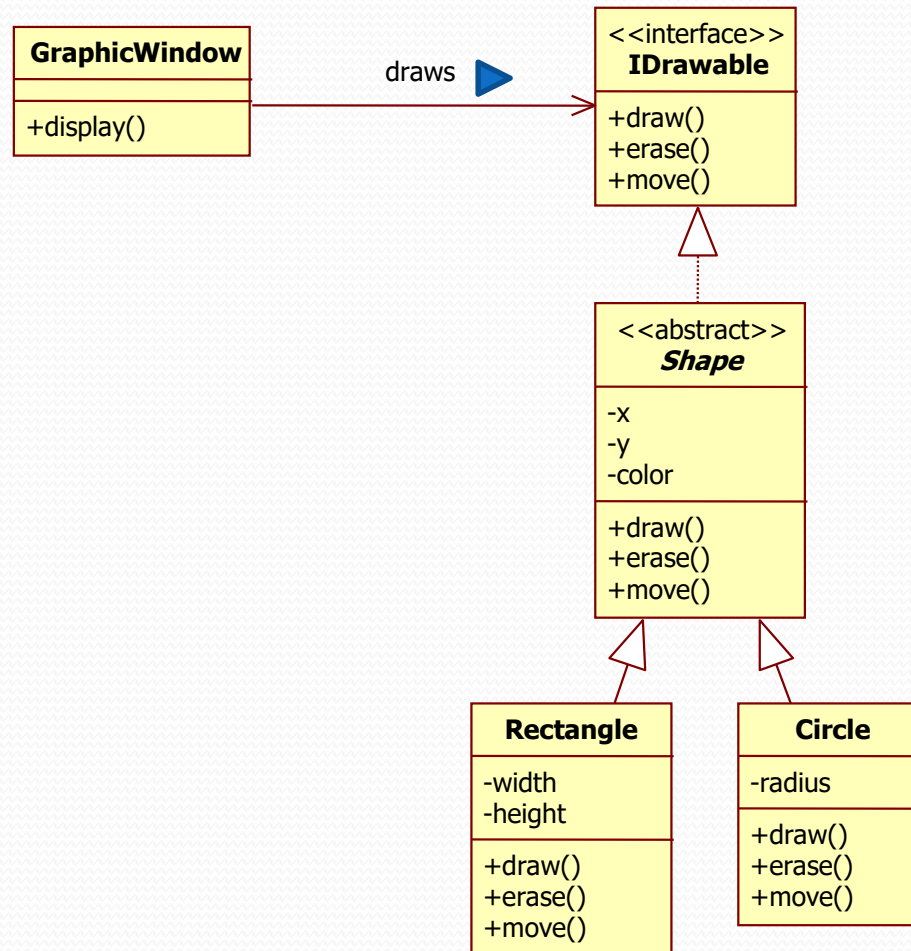 GraphicWindow
+display()
draws
<<interface>>
IDrawable
+draw()
+erase()
+move()
<<abstract>>
Shape
-x
-y
-color
+draw()
+erase()
+move()
Rectangle
-width
-height
+draw()
+erase()
+move()
Circle
-radius
+draw()
+erase()
+move()